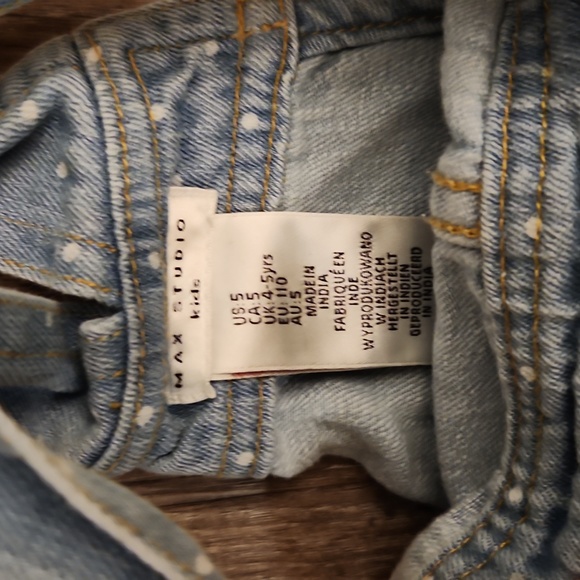 MAX STUDIO
kids
US 5
CA: 5
UK: 4-5yrs
EU: 110
AU: 5
MADE IN
INDIA
FABRIQUÉ EN
INDE
WYPRODUKOWANO
W INDIACH
HERGESTELLT
IN INDIEN
GEPRODUCEERD
IN INDIA